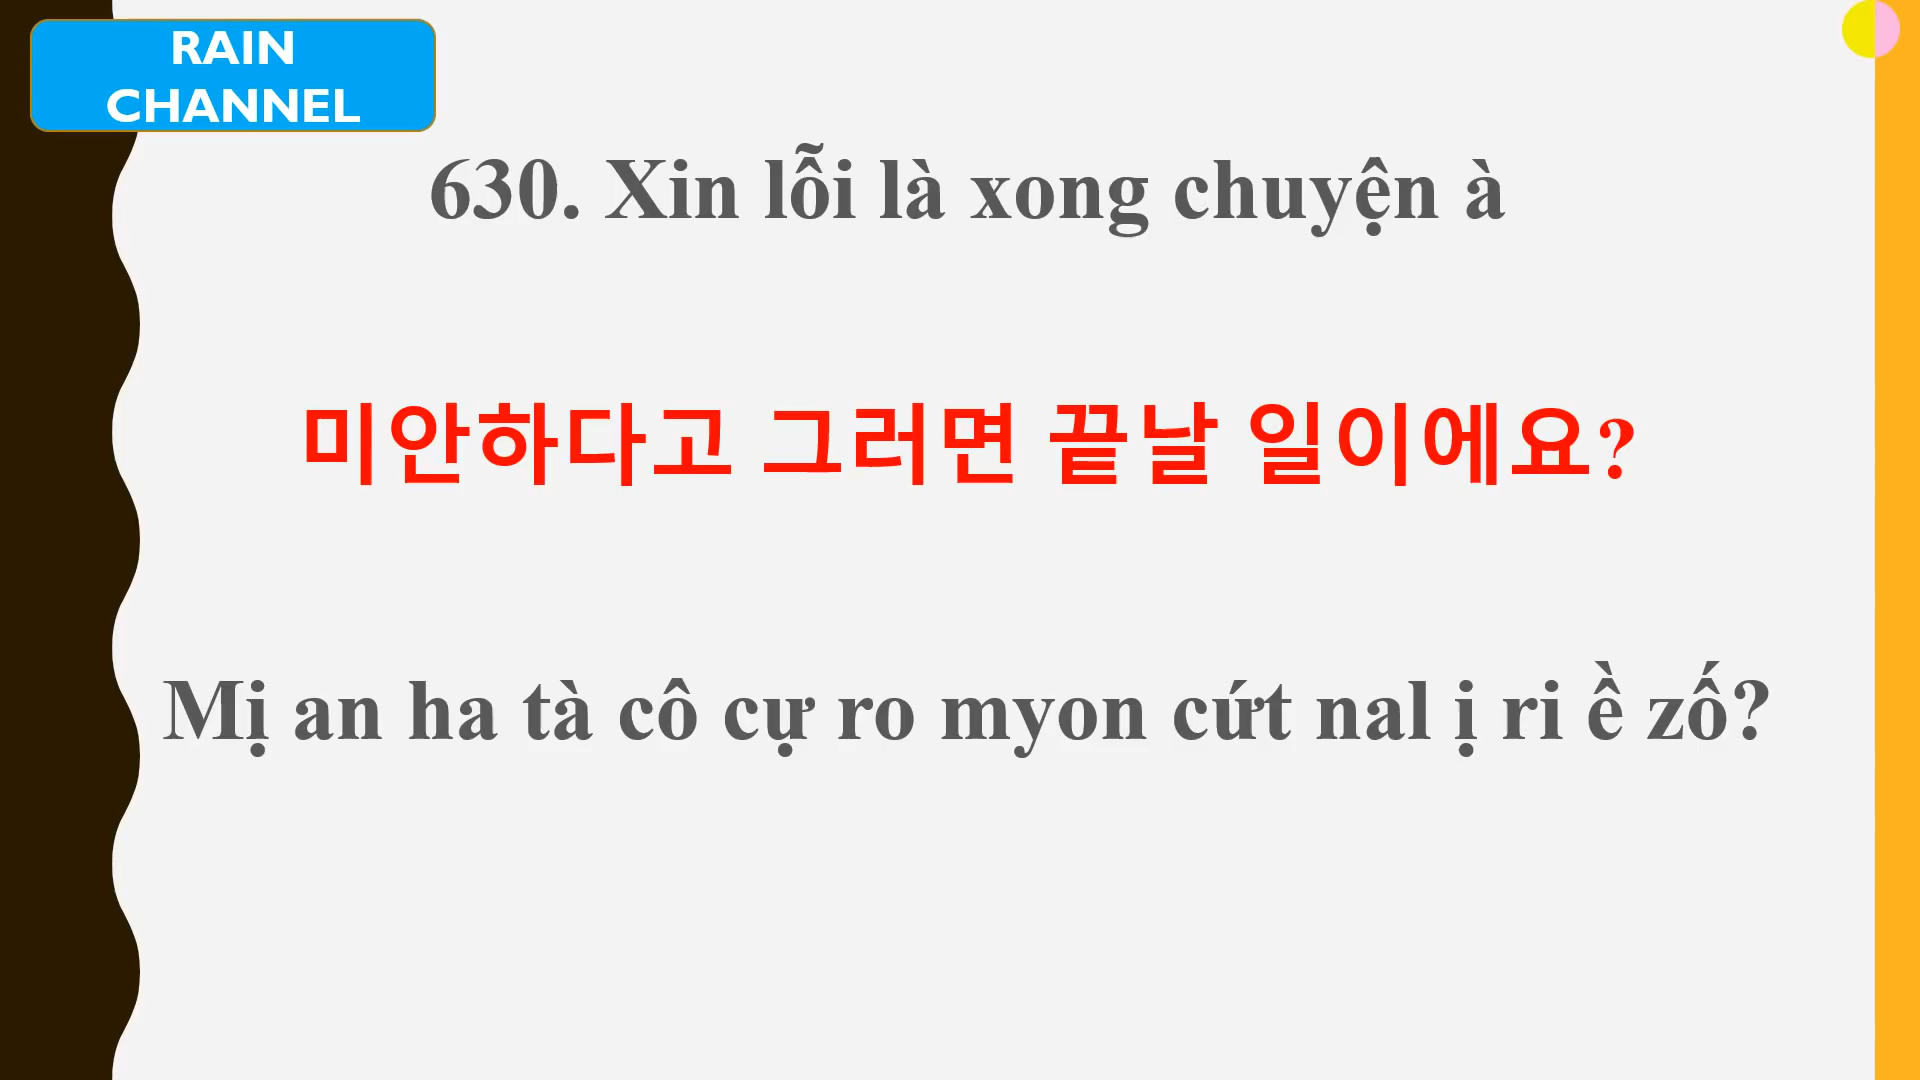 RAIN
CHANNEL
630. Xin lỗi là xong chuyện à
미안하다고 그러면 끝날 일이에요?
Mị an ha tà cô cự ro myon cứt nal ị ri ề zố?